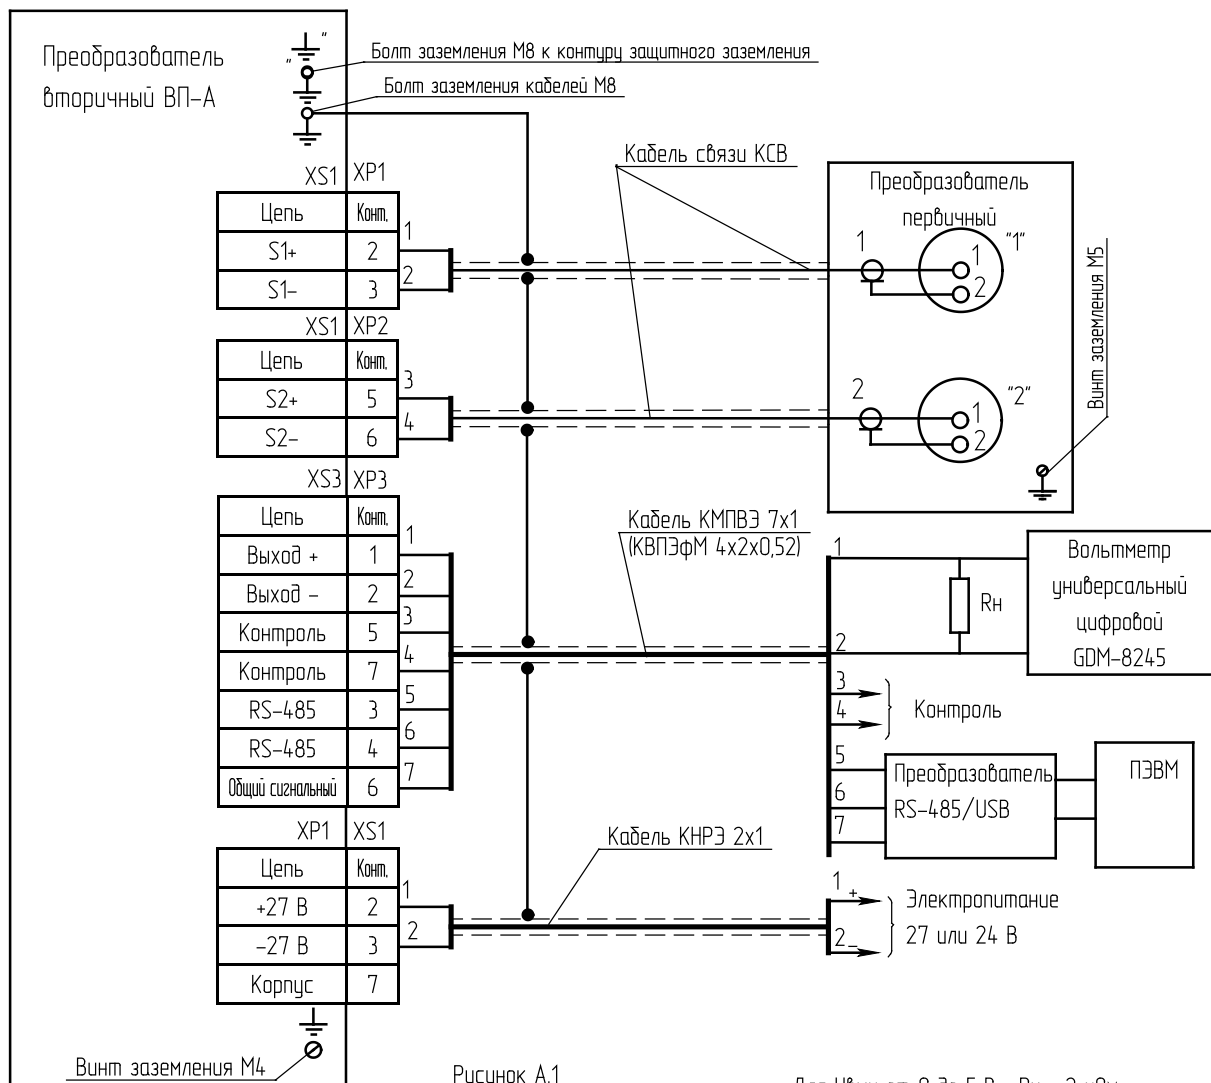 Преобразователь
вторичный ВП-А
"
"
Болт заземления М8 к контуру защитного заземления
Болт заземления кабелей М8
Кабель связи КСВ
XS1 XP1
Цепь Конт.
S1+ 2
S1- 3
1
2
XS1 XP2
Цепь Конт.
S2+ 5
S2- 6
3
4
Преобразователь
первичный
1
"1"
1
2
2
"2"
1
2
Винт заземления М5
XS3 XP3
Цепь Конт.
Выход + 1
Выход - 2
Контроль 5
Контроль 7
RS-485 3
RS-485 4
Общий сигнальный 6
1
2
3
4
5
6
7
Кабель КМПВЭ 7х1
(КВПЭфМ 4х2х0,52)
1
2
3
4
5
6
7
Rн
Вольтметр
универсальный
цифровой
GDM-8245
Контроль
Преобразователь
RS-485/USB
ПЭВМ
XP1 XS1
Цепь Конт.
+27 В 2
-27 В 3
Корпус 7
1
2
Кабель КНРЭ 2х1
1 +
2 -
Электропитание
27 или 24 В
Винт заземления М4
Рисунок А.1